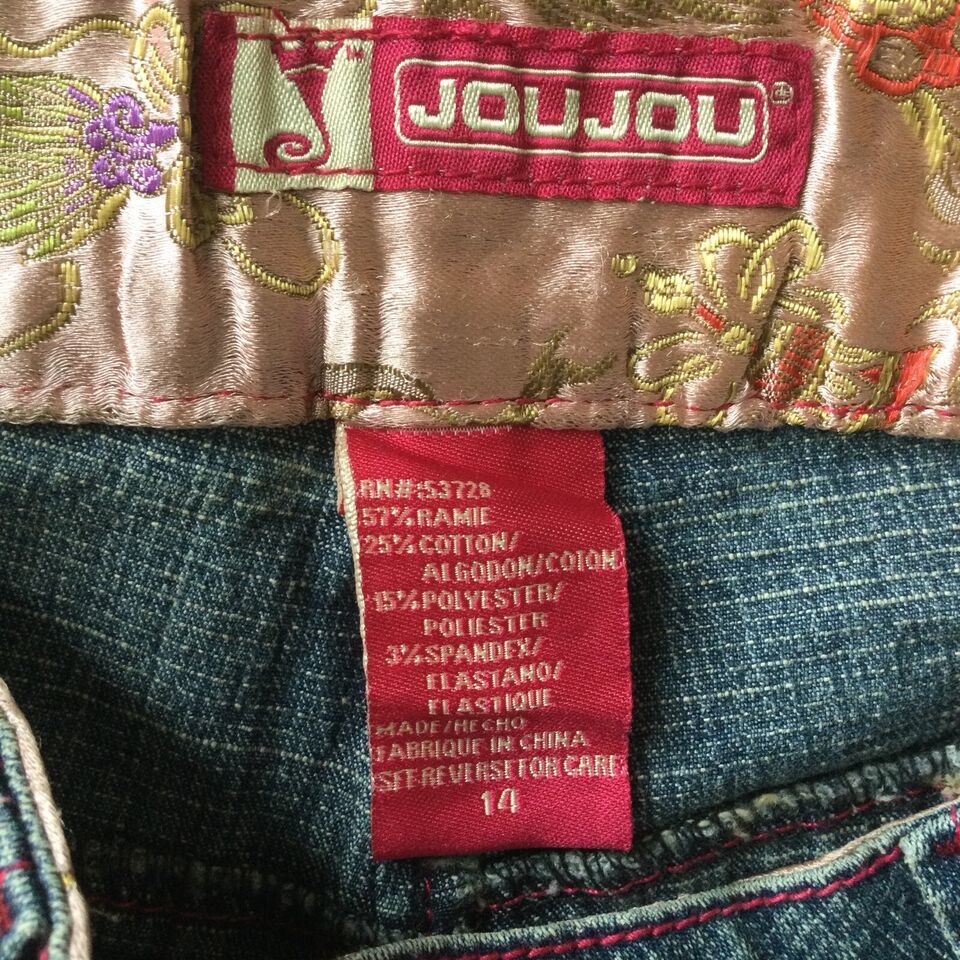 JOUJOU®
RN#:53728
57% RAMIE
25% COTTON/
ALGODON/COTON
15% POLYESTER/
POLIESTER
3% SPANDEX/
ELASTANO/
ELASTIQUE
MADE/HECHO
FABRIQUE IN CHINA
SEE REVERSE FOR CARE
14